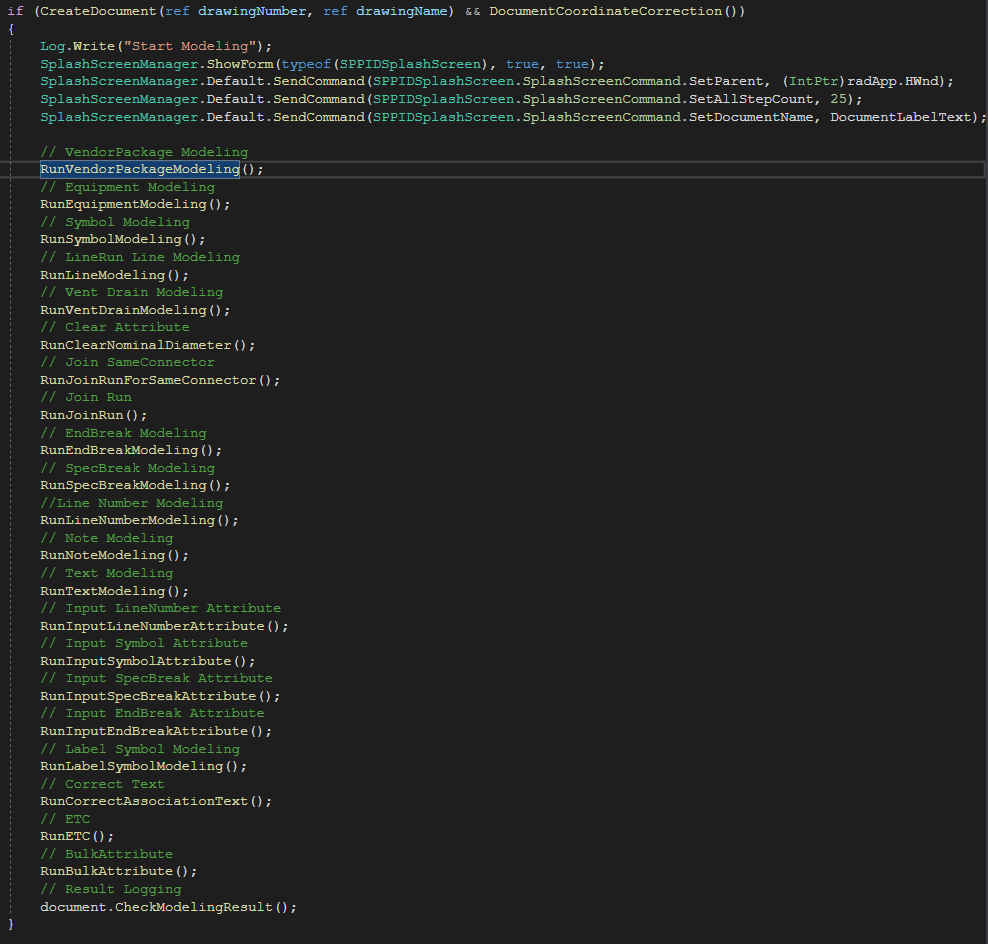 if (CreateDocument(ref drawingNumber, ref drawingName) && DocumentCoordinateCorrection())
{
Log.Write("Start Modeling");
SplashScreenManager.ShowForm(typeof(SPPIDSplashScreen), true, true);
SplashScreenManager.Default.SendCommand(SPPIDSplashScreen.SplashScreenCommand.SetParent, (IntPtr)radApp.HWnd);
SplashScreenManager.Default.SendCommand(SPPIDSplashScreen.SplashScreenCommand.SetAllStepCount, 25);
SplashScreenManager.Default.SendCommand(SPPIDSplashScreen.SplashScreenCommand.SetDocumentName, DocumentLabelText);
// VendorPackage Modeling
RunVendorPackageModeling();
// Equipment Modeling
RunEquipmentModeling();
// Symbol Modeling
RunSymbolModeling();
// LineRun Line Modeling
RunLineModeling();
// Vent Drain Modeling
RunVentDrainModeling();
// Clear Attribute
RunClearNominalDiameter();
// Join SameConnector
RunJoinRunForSameConnector();
// Join Run
RunJoinRun();
// EndBreak Modeling
RunEndBreakModeling();
// SpecBreak Modeling
RunSpecBreakModeling();
//Line Number Modeling
RunLineNumberModeling();
// Note Modeling
RunNoteModeling();
// Text Modeling
RunTextModeling();
// Input LineNumber Attribute
RunInputLineNumberAttribute();
// Input Symbol Attribute
RunInputSymbolAttribute();
// Input SpecBreak Attribute
RunInputSpecBreakAttribute();
// Input EndBreak Attribute
RunInputEndBreakAttribute();
// Label Symbol Modeling
RunLabelSymbolModeling();
// Correct Text
RunCorrectAssociationText();
// ETC
RunETC();
// BulkAttribute
RunBulkAttribute();
// Result Logging
document.CheckModelingResult();
}